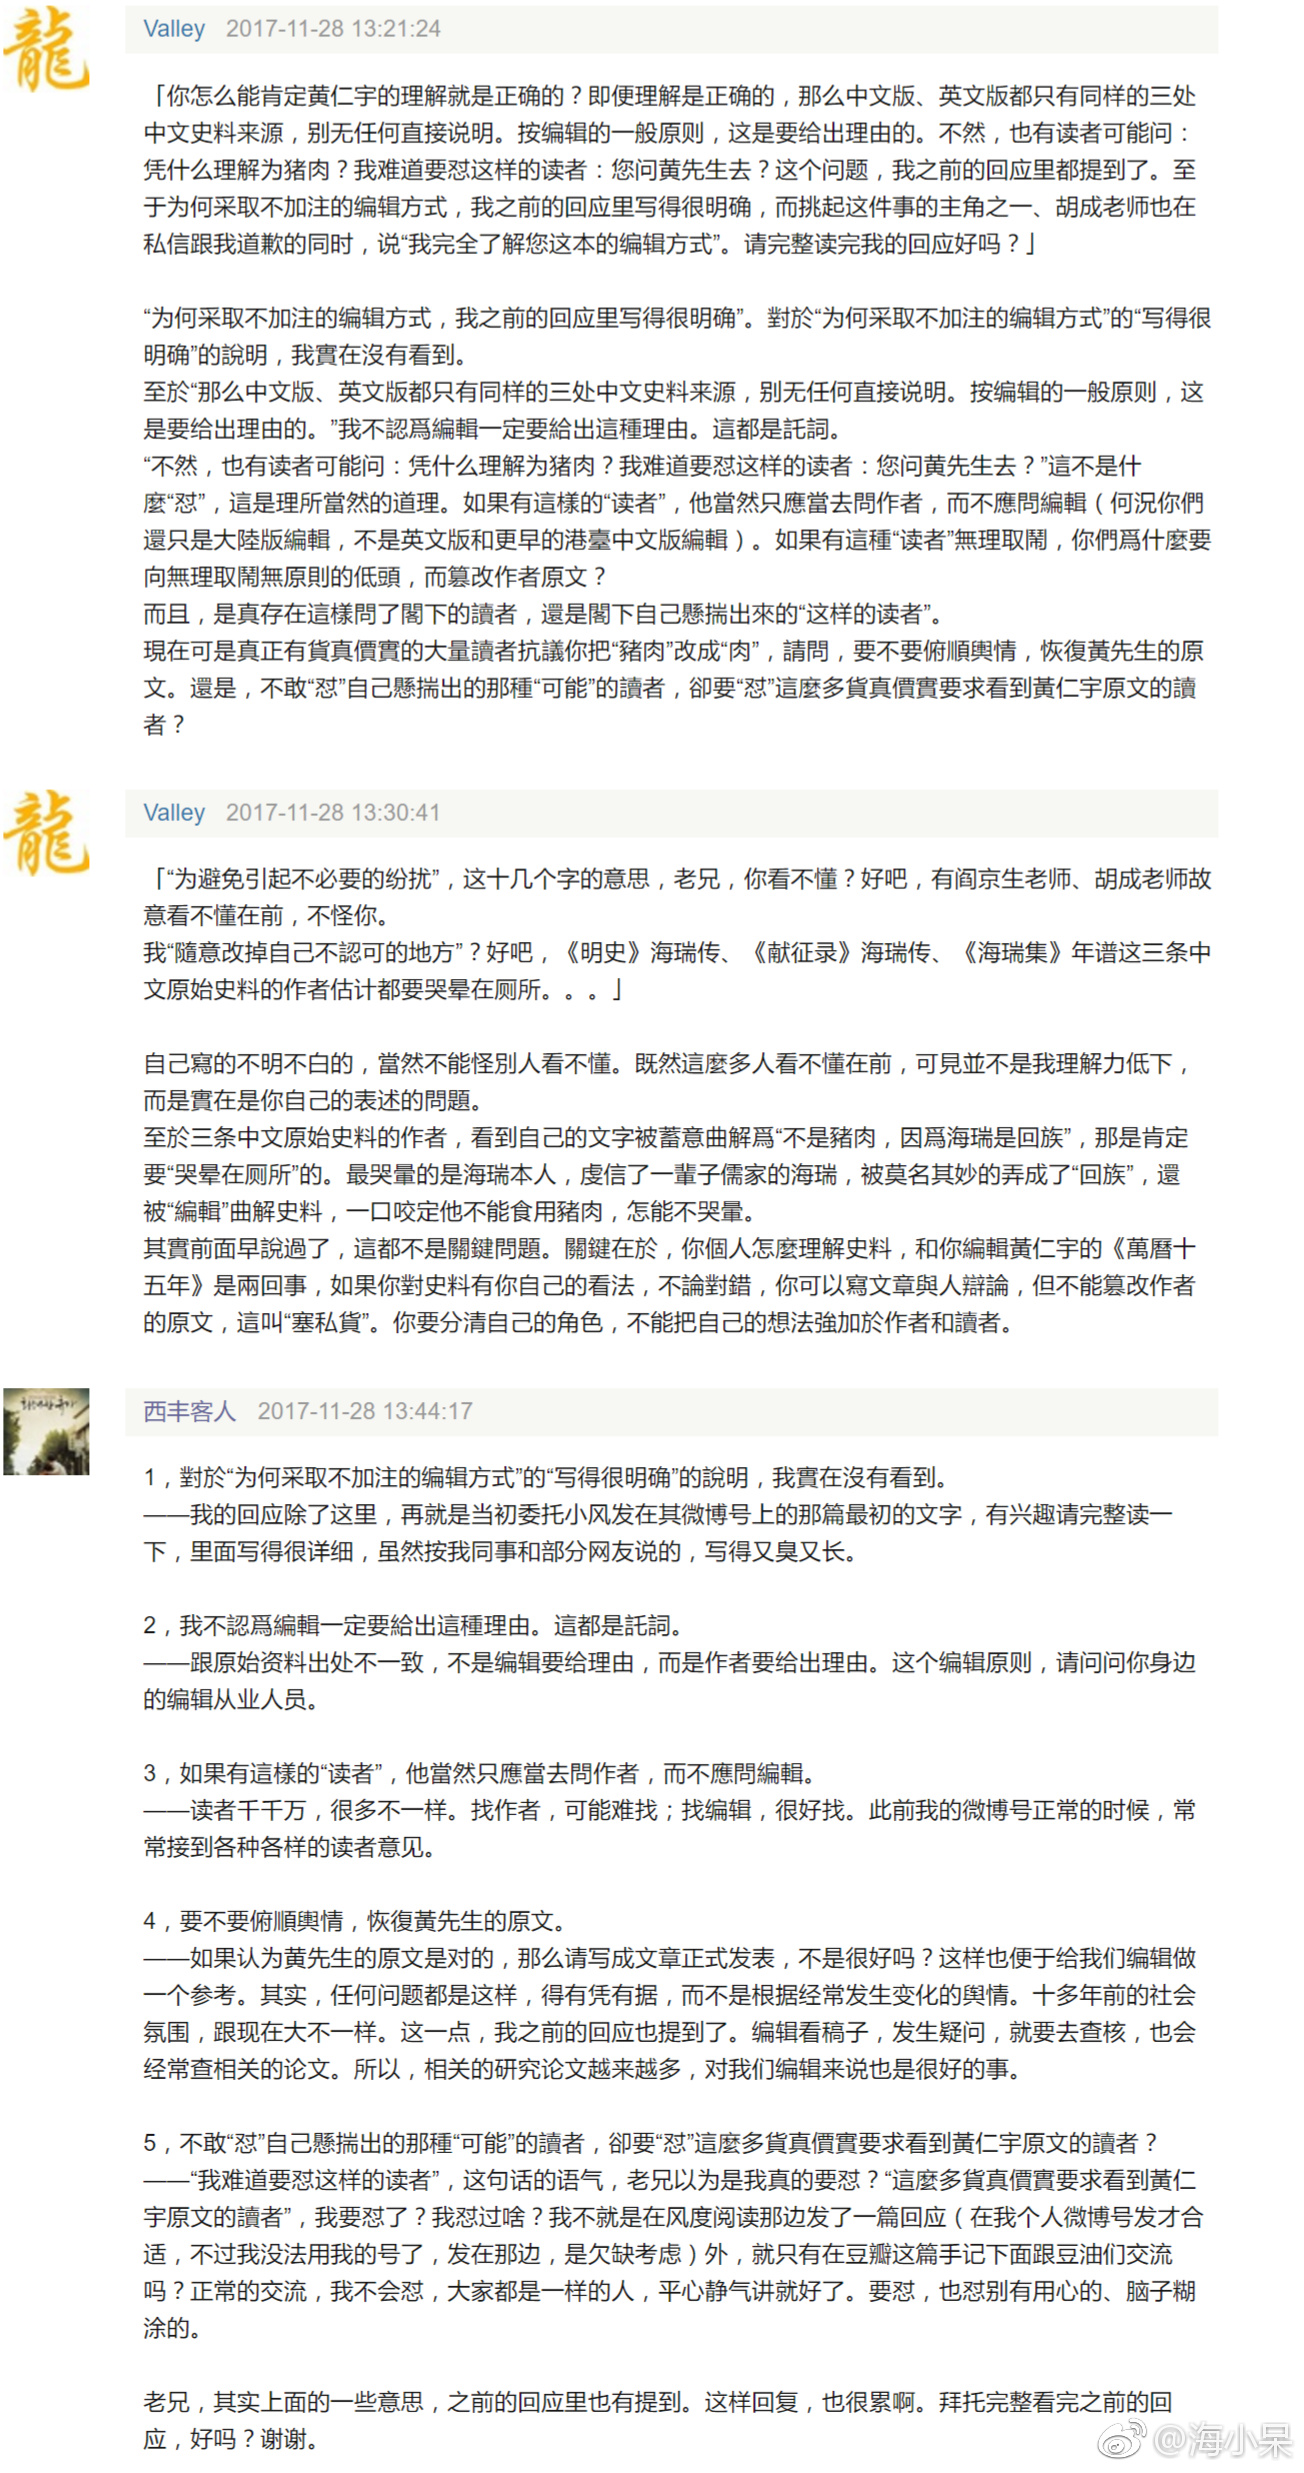 龍
Valley 2017-11-28 13:21:24
「你怎么能肯定黃仁宇的理解就是正确的？即便理解是正确的，那么中文版、英文版都只有同样的三处
中文史料来源，别无任何直接说明。按编辑的一般原则，这是要给出理由的。不然，也有读者可能问：
凭什么理解为猪肉？我难道要怼这样的读者：您问黄先生去？这个问题，我之前的回应里都提到了。至
于为何采取不加注的编辑方式，我之前的回应里写得很明确，而挑起这件事的主角之一、胡成老师也在
私信跟我道歉的同时，说“我完全了解您这本的编辑方式”。请完整读完我的回应好吗？」
“为何采取不加注的编辑方式，我之前的回应里写得很明确”。對於“为何采取不加注的编辑方式”的“写得很
明确”的說明，我實在沒有看到。
至於“那么中文版、英文版都只有同样的三处中文史料来源，别无任何直接说明。按编辑的一般原则，这
是要给出理由的。”我不認爲編輯一定要給出這種理由。這都是託詞。
“不然，也有读者可能问：凭什么理解为猪肉？我难道要怼这样的读者：您问黄先生去？”這不是什
麼“怼”，這是理所當然的道理。如果有這樣的“读者”，他當然只應當去問作者，而不應問編輯（何況你們
還只是大陸版編輯，不是英文版和更早的港臺中文版編輯）。如果有這種“读者”無理取鬧，你們爲什麼要
向無理取鬧無原則的低頭，而篡改作者原文？
而且，是真存在這樣問了閣下的讀者，還是閣下自己懸揣出來的“这样的读者”。
現在可是真正有貨真價實的大量讀者抗議你把“豬肉”改成“肉”，請問，要不要俯順輿情，恢復黃先生的原
文。還是，不敢“怼”自己懸揣出的那種“可能”的讀者，卻要“怼”這麼多貨真價實要求看到黃仁宇原文的讀
者？
龍
Valley 2017-11-28 13:30:41
「“为避免引起不必要的纷扰”，这十几个字的意思，老兄，你看不懂？好吧，有阎京生老师、胡成老师故
意看不懂在前，不怪你。
我“隨意改掉自己不認可的地方”？好吧，《明史》海瑞传、《献征录》海瑞传、《海瑞集》年谱这三条中
文原始史料的作者估计都要哭晕在厕所。。。」
自己寫的不明不白的，當然不能怪別人看不懂。既然這麼多人看不懂在前，可見並不是我理解力低下，
而是實在是你自己的表述的問題。
至於三条中文原始史料的作者，看到自己的文字被蓄意曲解爲“不是豬肉，因爲海瑞是回族”，那是肯定
要“哭晕在厕所”的。最哭暈的是海瑞本人，虔信了一輩子儒家的海瑞，被莫名其妙的弄成了“回族”，還
被“編輯”曲解史料，一口咬定他不能食用豬肉，怎能不哭暈。
其實前面早說過了，這都不是關鍵問題。關鍵在於，你個人怎麼理解史料，和你編輯黃仁宇的《萬曆十
五年》是兩回事，如果你對史料有你自己的看法，不論對錯，你可以寫文章與人辯論，但不能篡改作者
的原文，這叫“塞私貨”。你要分清自己的角色，不能把自己的想法強加於作者和讀者。
西丰客人 2017-11-28 13:44:17
1，對於“为何采取不加注的编辑方式”的“写得很明确”的說明，我實在沒有看到。
——我的回应除了这里，再就是当初委托小风发在其微博号上的那篇最初的文字，有兴趣请完整读一
下，里面写得很详细，虽然按我同事和部分网友说的，写得又臭又长。
2，我不認爲編輯一定要給出這種理由。這都是託詞。
——跟原始资料出处不一致，不是编辑要给理由，而是作者要给出理由。这个编辑原则，请问问你身边
的编辑从业人员。
3，如果有這樣的“读者”，他當然只應當去問作者，而不應問編輯。
——读者千千万，很多不一样。找作者，可能难找；找编辑，很好找。此前我的微博号正常的时候，常
常接到各种各样的读者意见。
4，要不要俯順輿情，恢復黃先生的原文。
——如果认为黄先生的原文是对的，那么请写成文章正式发表，不是很好吗？这样也便于给我们编辑做
一个参考。其实，任何问题都是这样，得有凭有据，而不是根据经常发生变化的舆情。十多年前的社会
氛围，跟现在大不一样。这一点，我之前的回应也提到了。编辑看稿子，发生疑问，就要去查核，也会
经常查相关的论文。所以，相关的研究论文越来越多，对我们编辑来说也是很好的事。
5，不敢“怼”自己懸揣出的那種“可能”的讀者，卻要“怼”這麼多貨真價實要求看到黃仁宇原文的讀者？
——“我难道要怼这样的读者”，这句话的语气，老兄以为是我真的要怼？“這麼多貨真價實要求看到黃仁
宇原文的讀者”，我要怼了？我怼过啥？我不就是在风度阅读那边发了一篇回应（在我个人微博号发才合
适，不过我没法用我的号了，发在那边，是欠缺考虑）外，就只有在豆瓣这篇手记下面跟豆油们交流
吗？正常的交流，我不会怼，大家都是一样的人，平心静气讲就好了。要怼，也怼别有用心的、脑子糊
涂的。
老兄，其实上面的一些意思，之前的回应里也有提到。这样回复，也很累啊。拜托完整看完之前的回
应，好吗？谢谢。
@海小呆